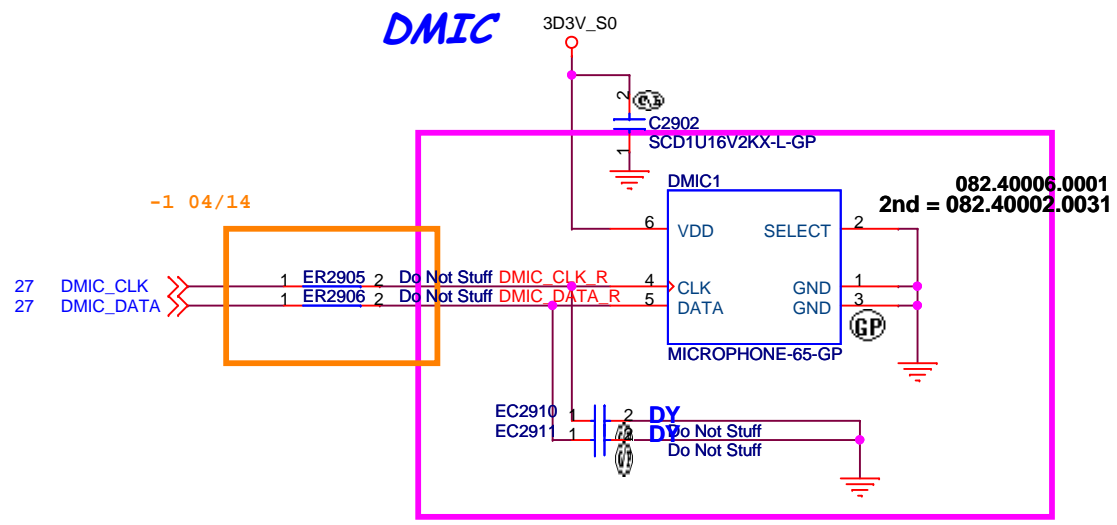 DMIC
3D3V_S0
2
C2902
SCD1U16V2KX-L-GP
1
DMIC1
082.40006.0001
2nd = 082.40002.0031
-1 04/14
6 VDD SELECT 2
27 DMIC_CLK 1 ER2905 2 Do Not Stuff DMIC_CLK_R 4 CLK GND 1
27 DMIC_DATA 1 ER2906 2 Do Not Stuff DMIC_DATA_R 5 DATA GND 3
GP
MICROPHONE-65-GP
EC2910 1 2 DY
Do Not Stuff
EC2911 1 DY
Do Not Stuff